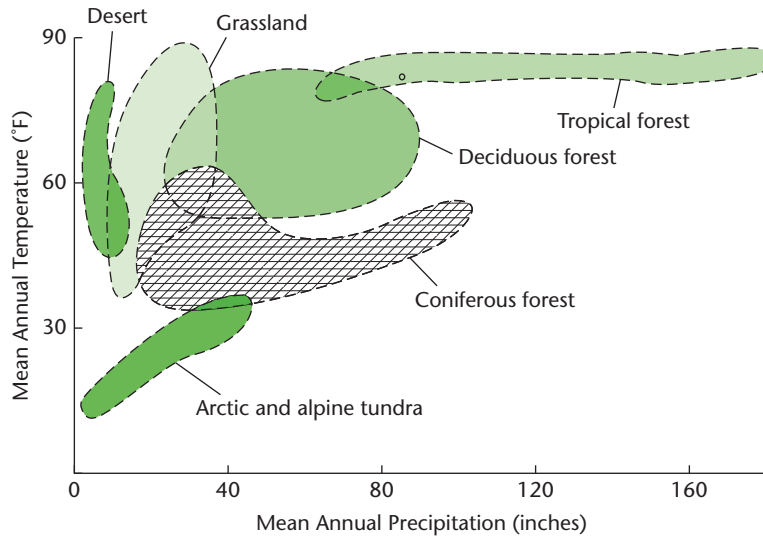 Desert
Grassland
90
Tropical forest
Deciduous forest
60
Mean Annual Temperature (˚F)
Coniferous forest
30
Arctic and alpine tundra
0
40
80
120
160
Mean Annual Precipitation (inches)